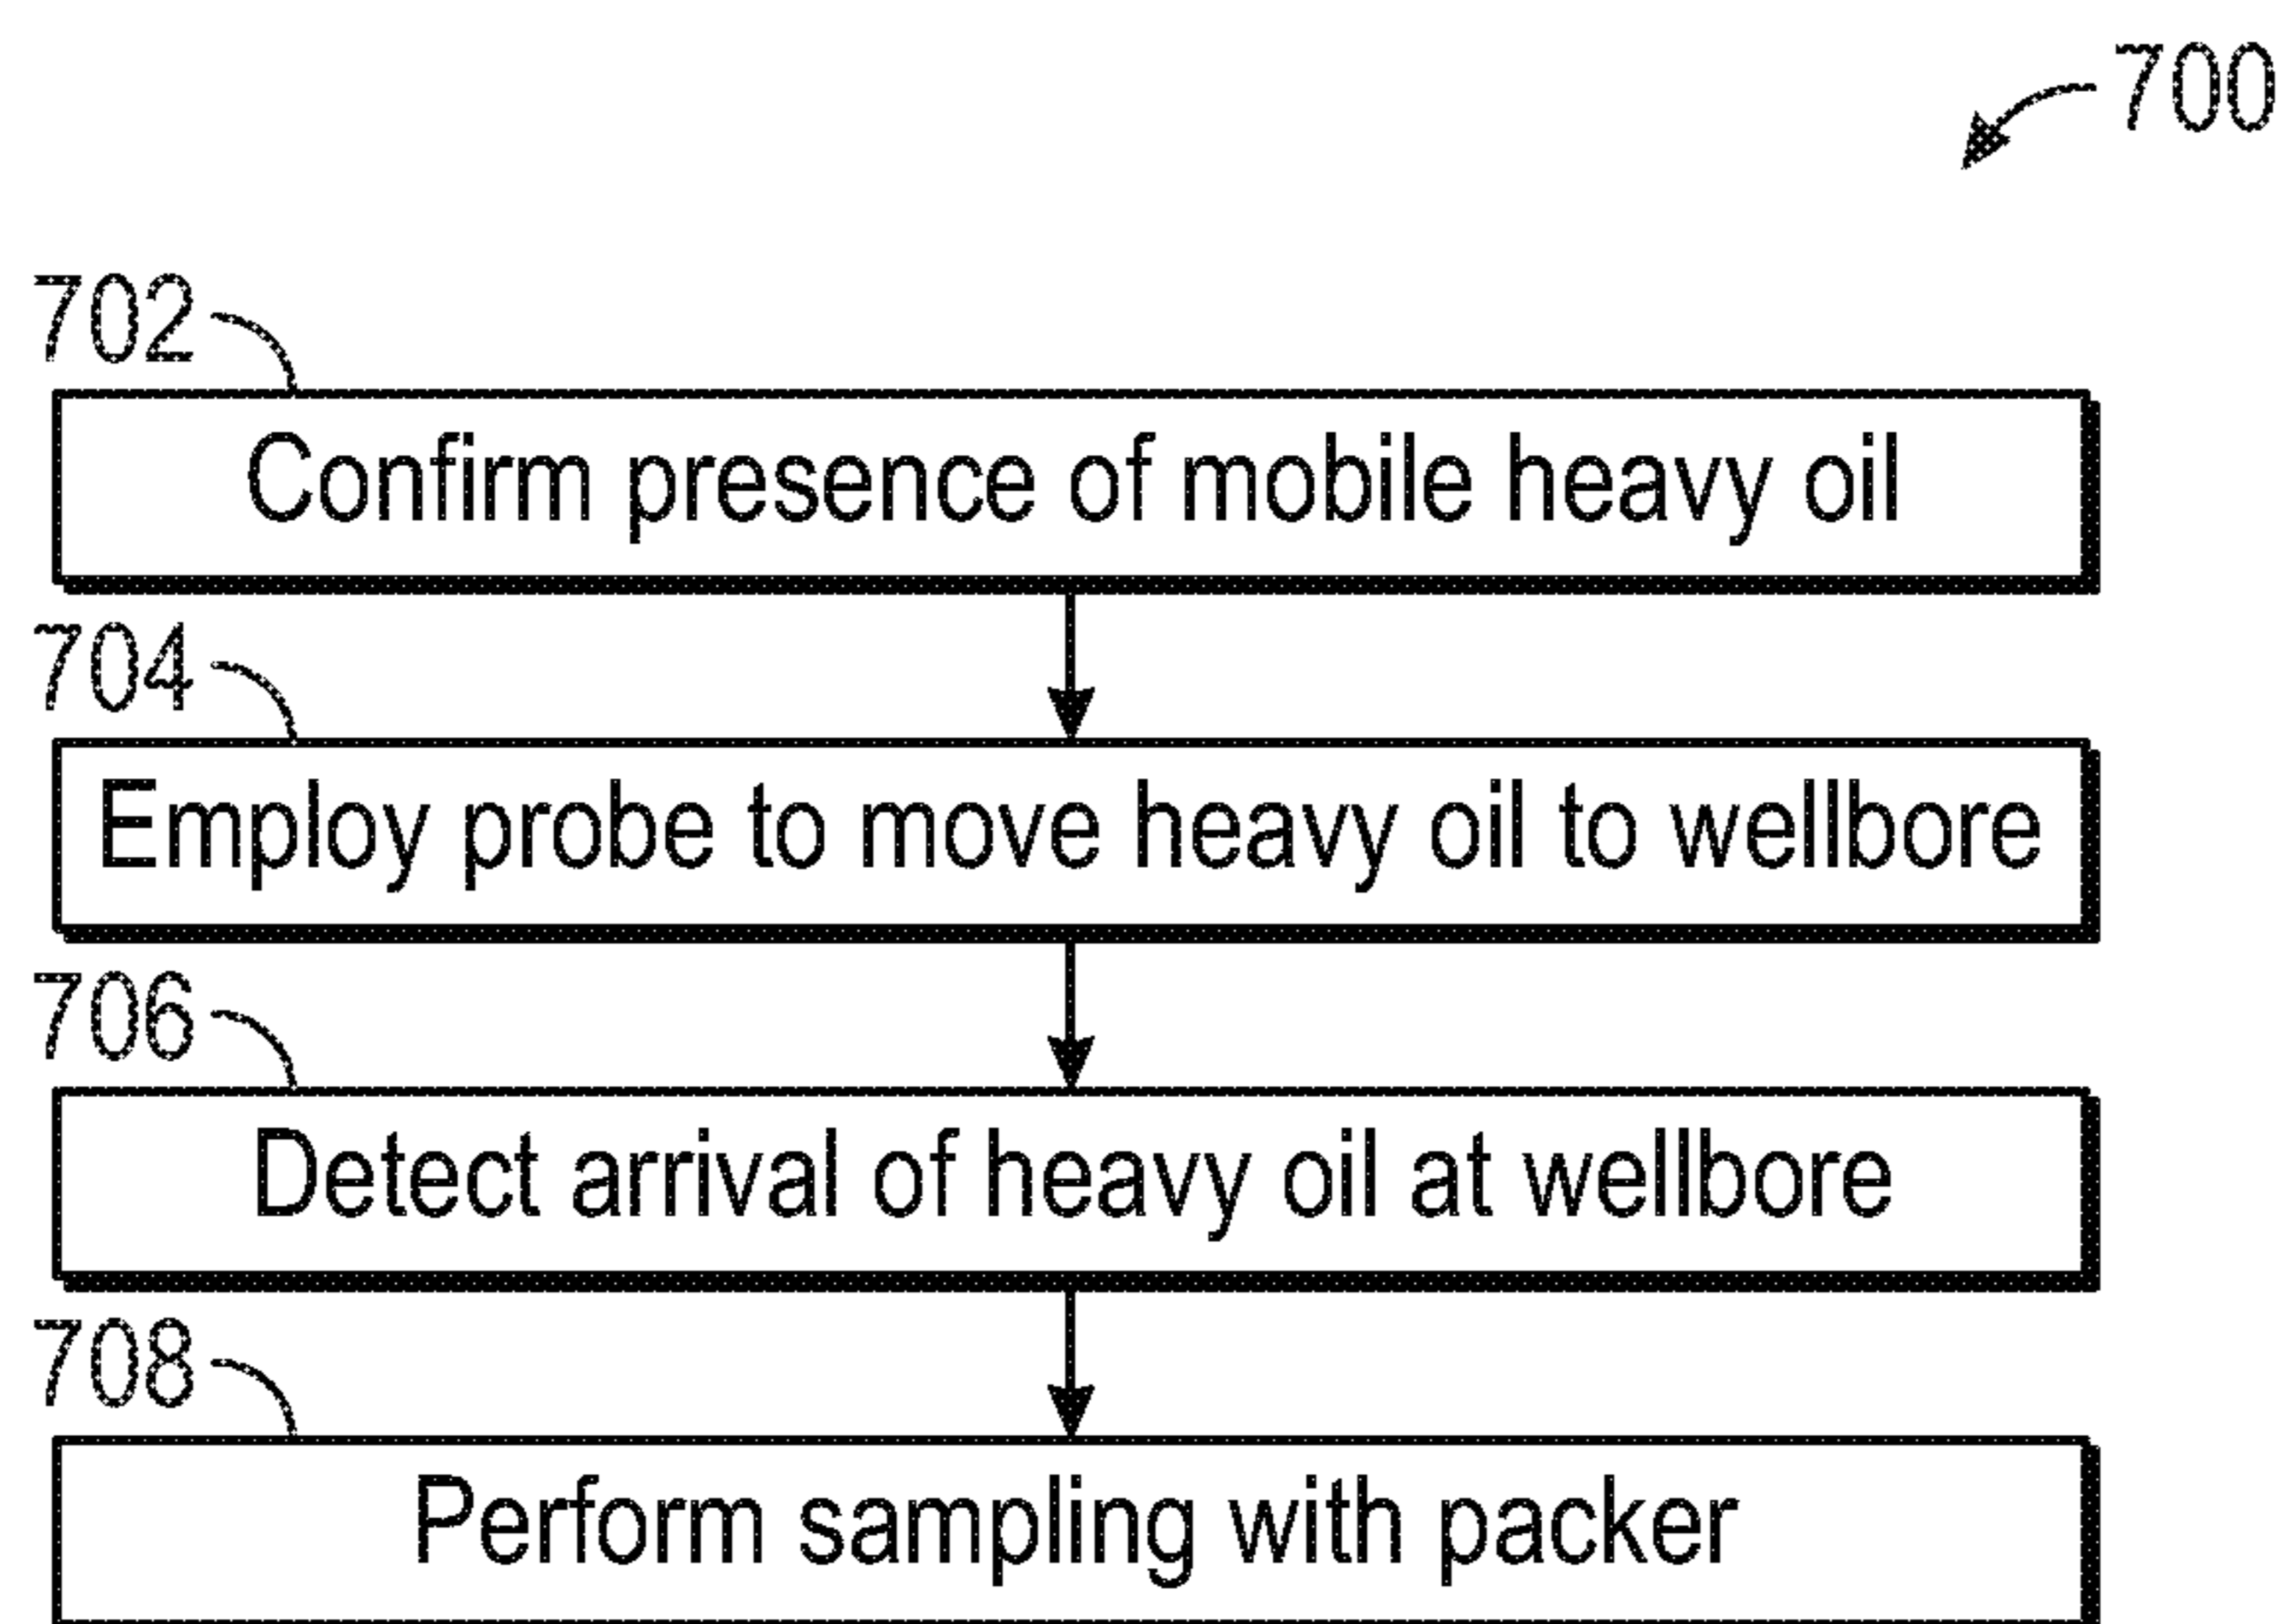 700
702
Confirm presence of mobile heavy oil
704
Employ probe to move heavy oil to wellbore
706
Detect arrival of heavy oil at wellbore
708
Perform sampling with packer